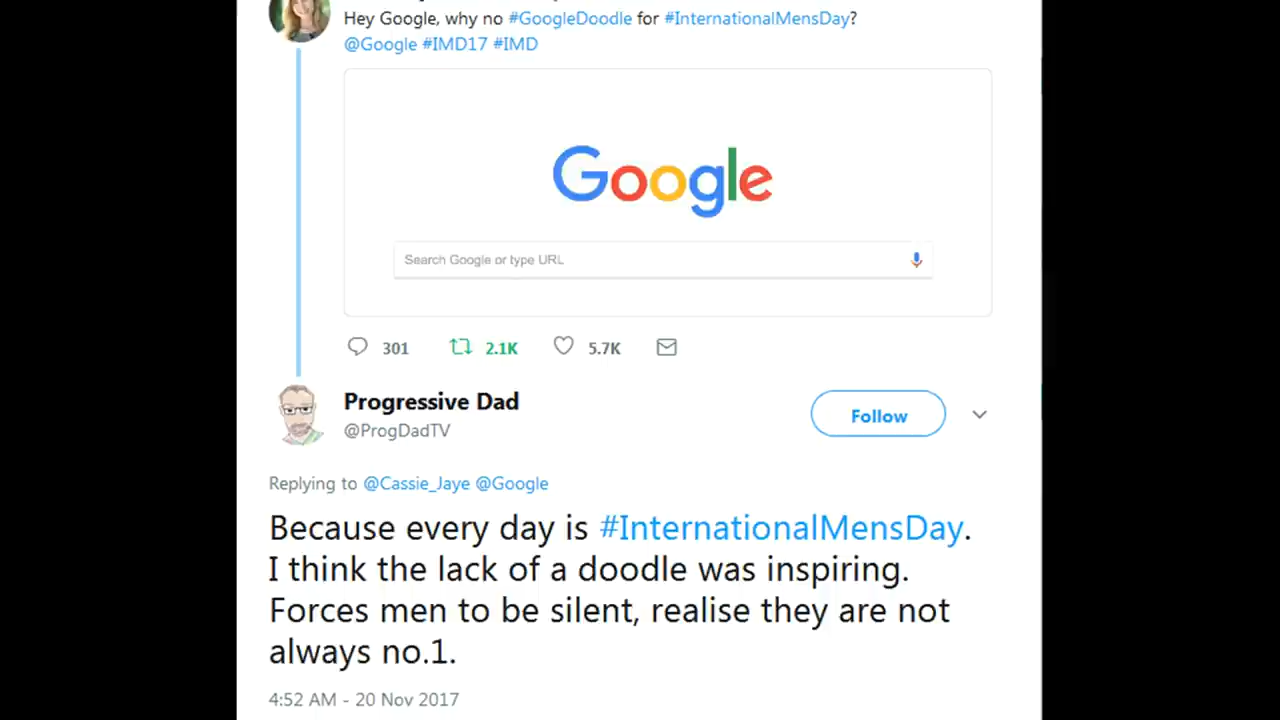 Hey Google, why no #GoogleDoodle for #InternationalMensDay?
@Google #IMD17 #IMD
Google
Search Google or type URL
301 2.1K 5.7K
Progressive Dad
@ProgDadTV
Follow
Replying to @Cassie_Jaye @Google
Because every day is #InternationalMensDay.
I think the lack of a doodle was inspiring.
Forces men to be silent, realise they are not
always no.1.
4:52 AM - 20 Nov 2017